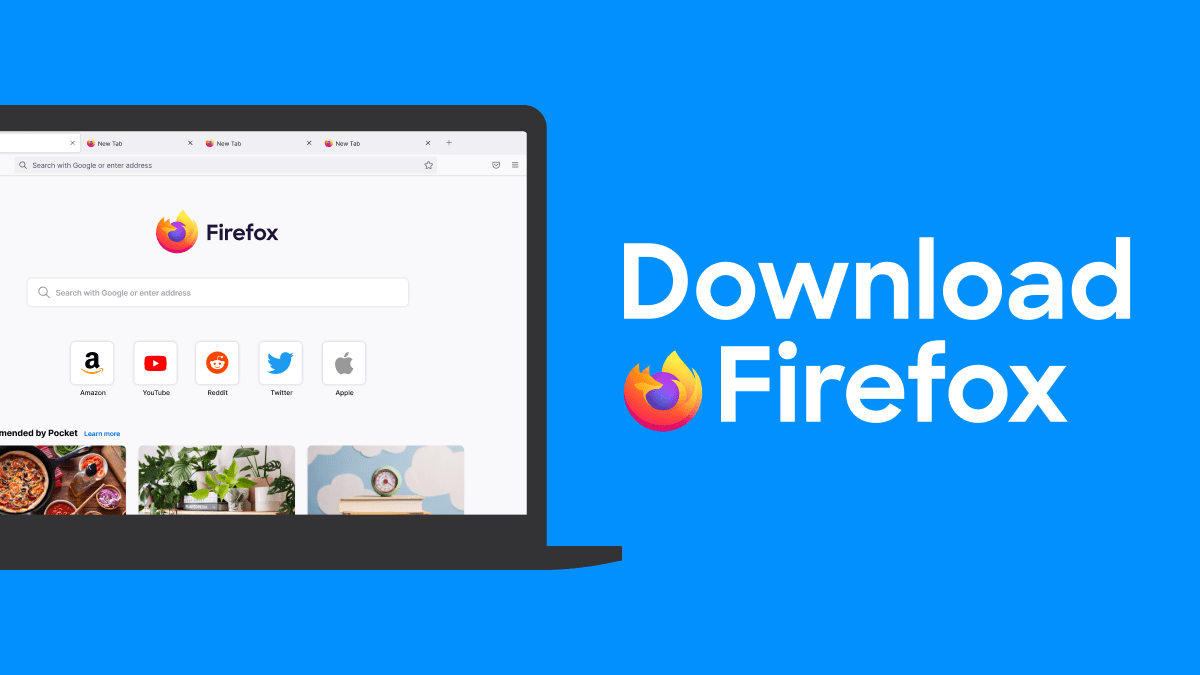 New Tab
New Tab
New Tab
Search with Google or enter address
Firefox
Search with Google or enter address
a
Amazon
YouTube
Reddit
Twitter
Apple
mended by Pocket Learn more
Download
Firefox